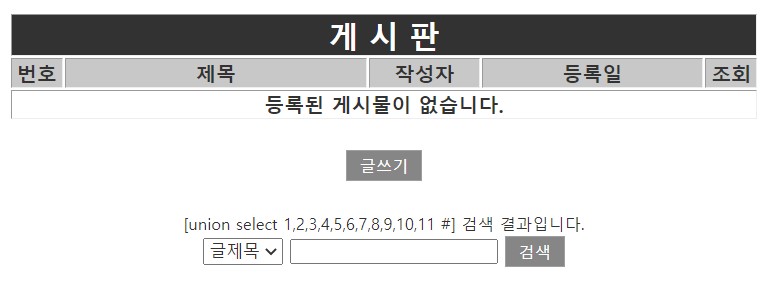 게 시 판
번호 제목 작성자 등록일 조회
등록된 게시물이 없습니다.
글쓰기
[union select 1,2,3,4,5,6,7,8,9,10,11 #] 검색 결과입니다.
글제목 검색